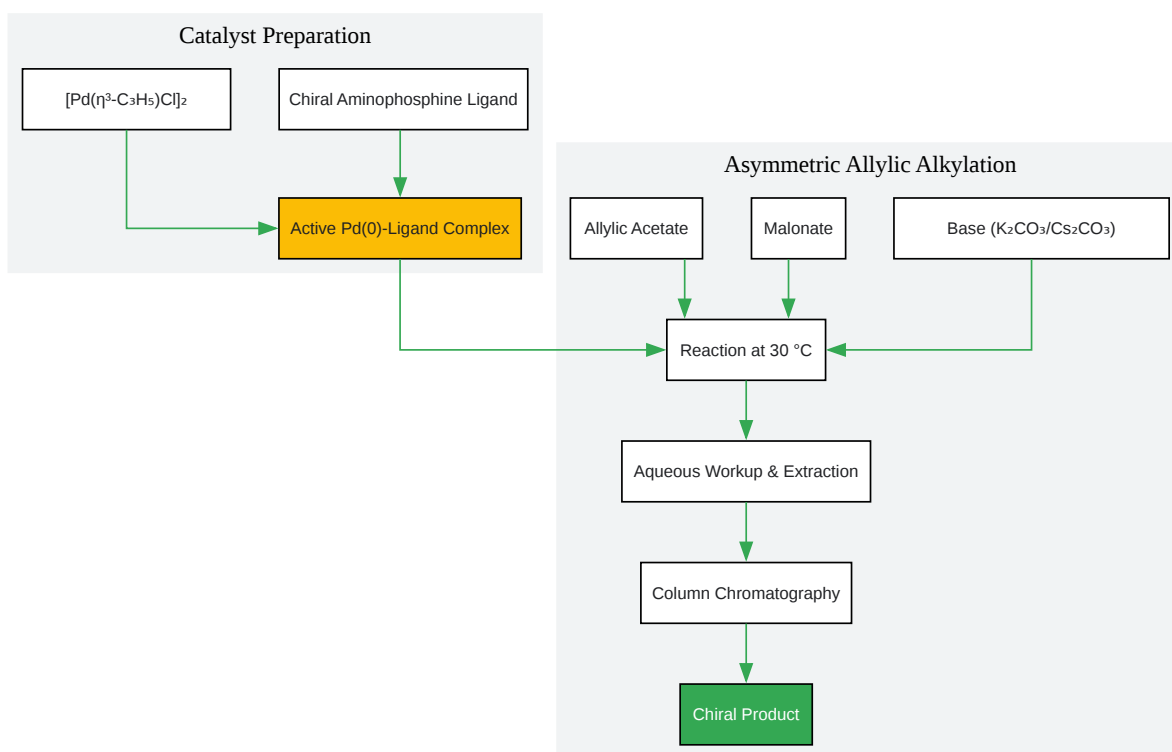 Catalyst Preparation
[Pd(η³-C₃H₅)Cl]₂
Chiral Aminophosphine Ligand
Active Pd(0)-Ligand Complex
Asymmetric Allylic Alkylation
Allylic Acetate
Malonate
Base (K₂CO₃/Cs₂CO₃)
Reaction at 30 °C
Aqueous Workup & Extraction
Column Chromatography
Chiral Product